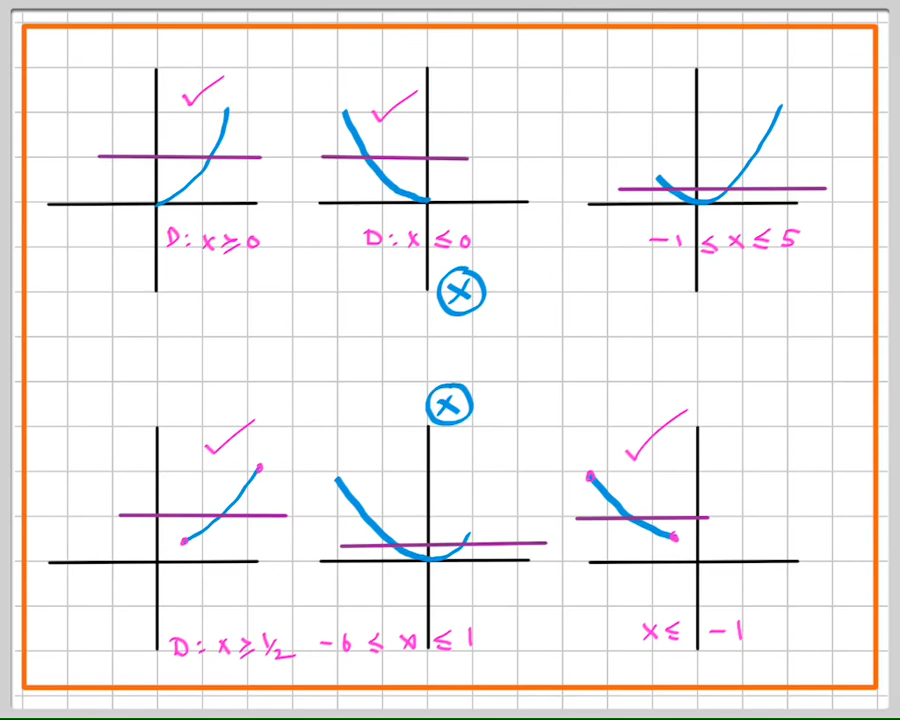 D: x ≥ 0
D: x ≤ 0
-1 ≤ x ≤ 5
x
x
D: x ≥ 1/2
-6 ≤ x ≤ 1
x ≤ -1